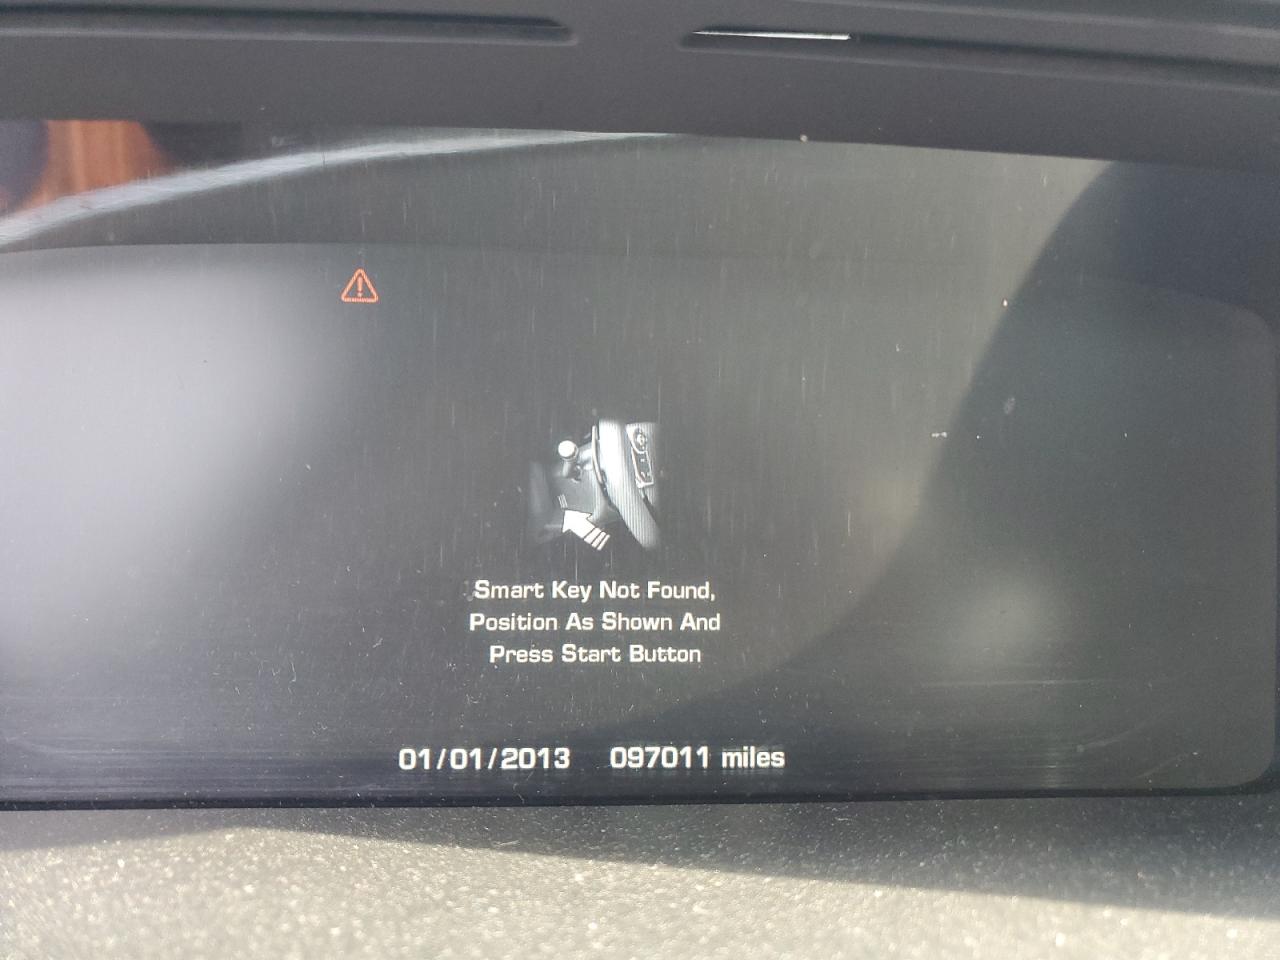 Smart Key Not Found,
Position As Shown And
Press Start Button
01/01/2013 097011 miles